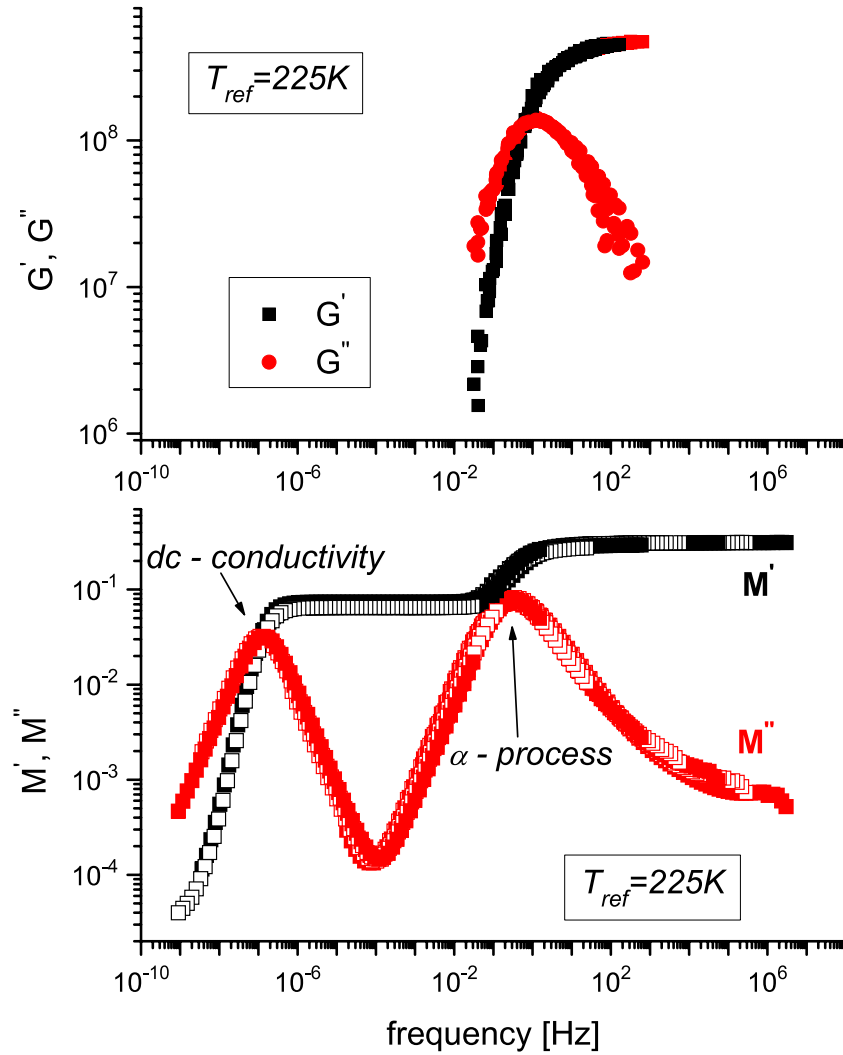 T_ref=225K
10^8
10^7
10^6
G', G"
G'
G"
10^-10
10^-6
10^-2
10^2
10^6
dc - conductivity
M'
M"
α - process
T_ref=225K
10^-1
10^-2
10^-3
10^-4
M', M"
10^-10
10^-6
10^-2
10^2
10^6
frequency [Hz]